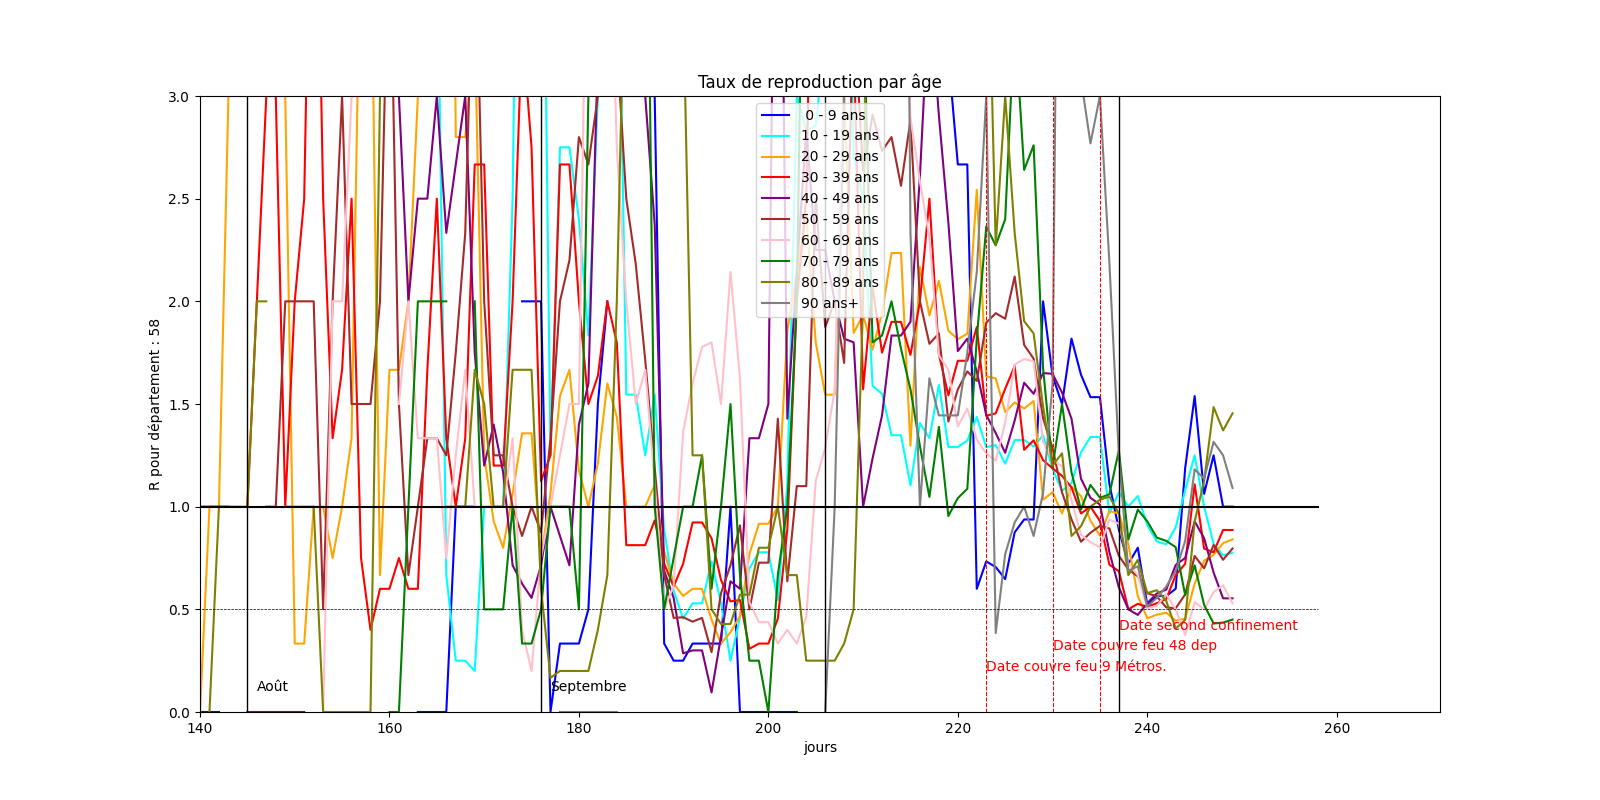 Taux de reproduction par âge
R pour département : 58
3.0
2.5
2.0
1.5
1.0
0.5
0.0
0 - 9 ans
10 - 19 ans
20 - 29 ans
30 - 39 ans
40 - 49 ans
50 - 59 ans
60 - 69 ans
70 - 79 ans
80 - 89 ans
90 ans+
Date second confinement
Date couvre feu 48 dep
Date couvre feu 9 Métros.
Août
Septembre
140 160 180 200 220 240 260
jours